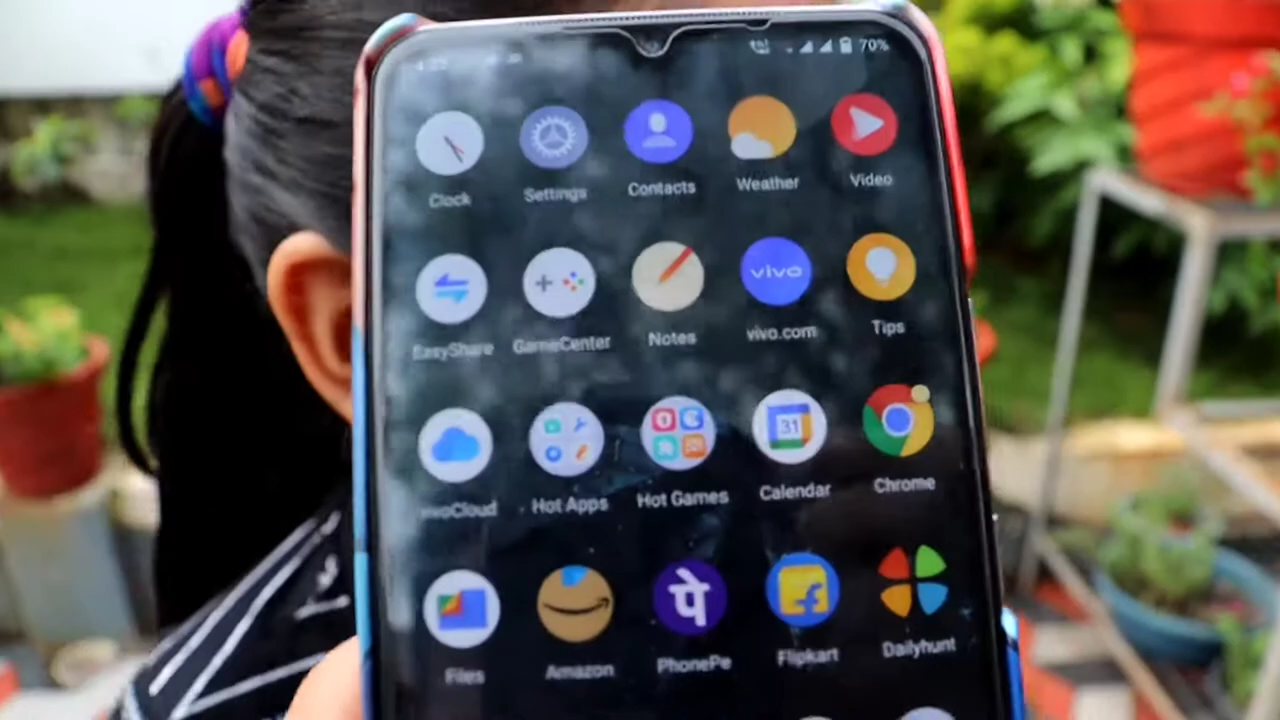 70%
Clock Settings Contacts Weather Video
vivo
EasyShare GameCenter Notes vivo.com Tips
31
vivoCloud Hot Apps Hot Games Calendar Chrome
पे
Files Amazon PhonePe Flipkart Dailyhunt